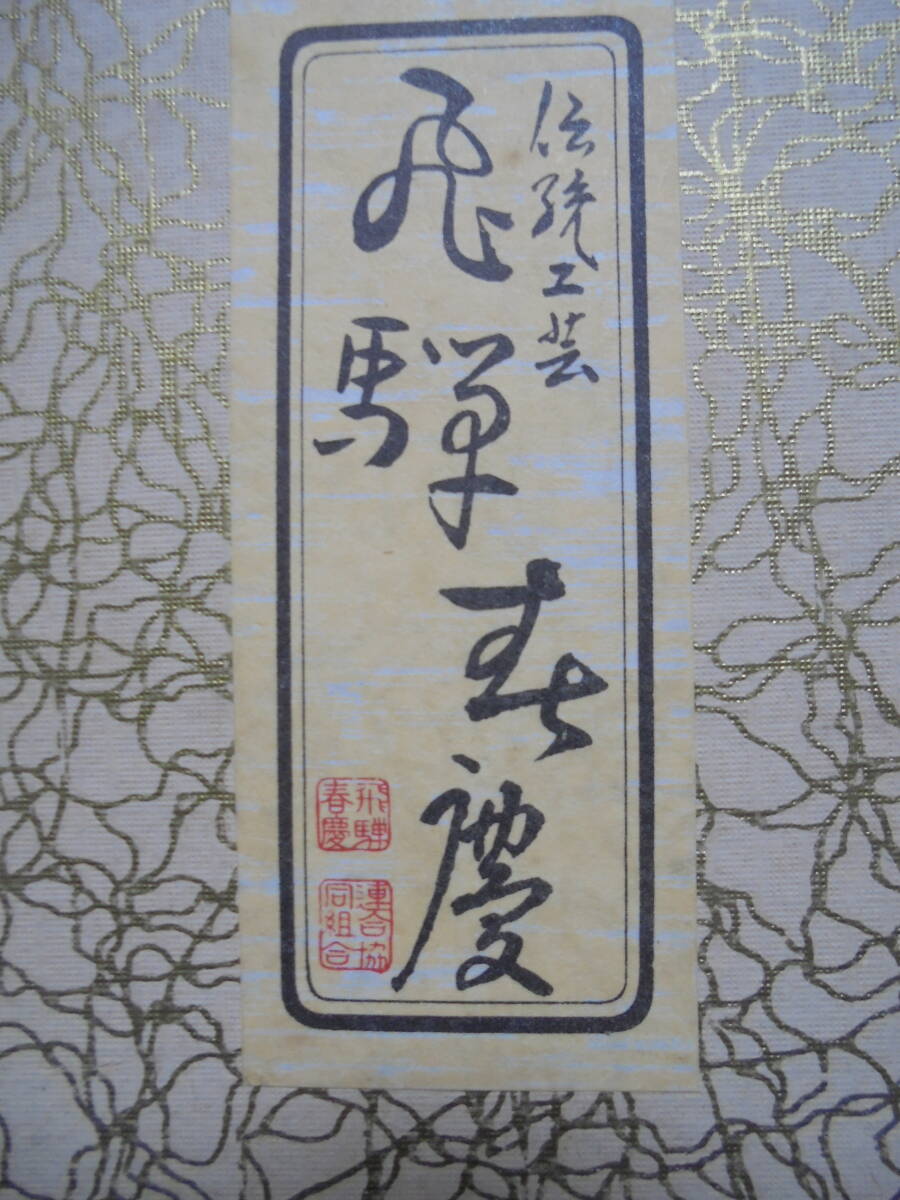 伝統工芸
飛騨春慶
飛騨
春慶
連合協
同組合